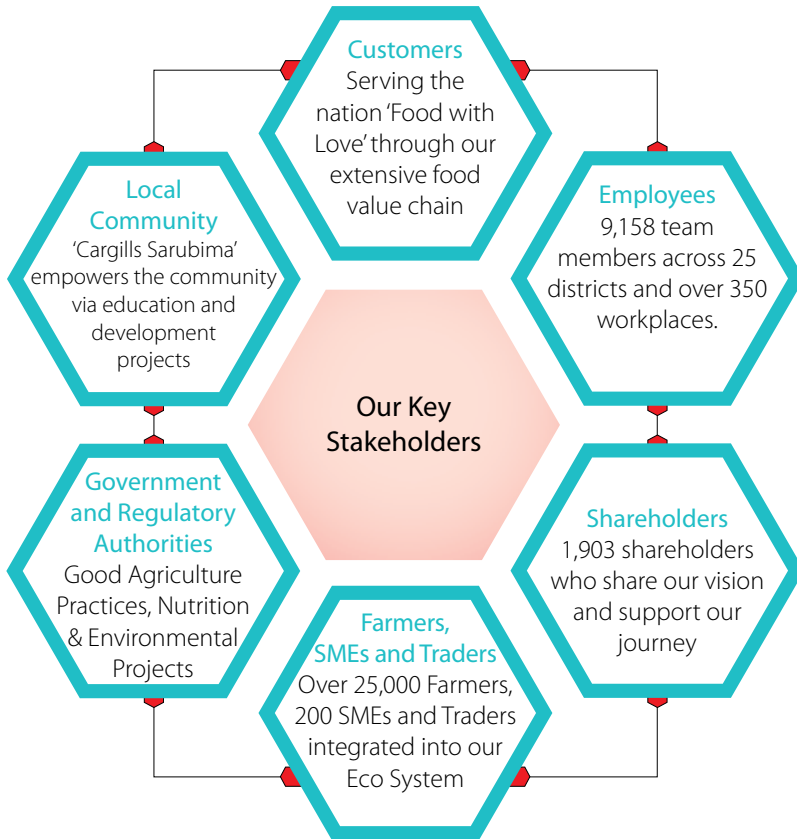 Customers
Serving the
nation ‘Food with
Love’ through our
extensive food
value chain
Employees
9,158 team
members across 25
districts and over 350
workplaces.
Shareholders
1,903 shareholders
who share our vision
and support our
journey
Farmers,
SMEs and Traders
Over 25,000 Farmers,
200 SMEs and Traders
integrated into our
Eco System
Government
and Regulatory
Authorities
Good Agriculture
Practices, Nutrition
& Environmental
Projects
Local
Community
‘Cargills Sarubima’
empowers the community
via education and
development
projects
Our Key
Stakeholders